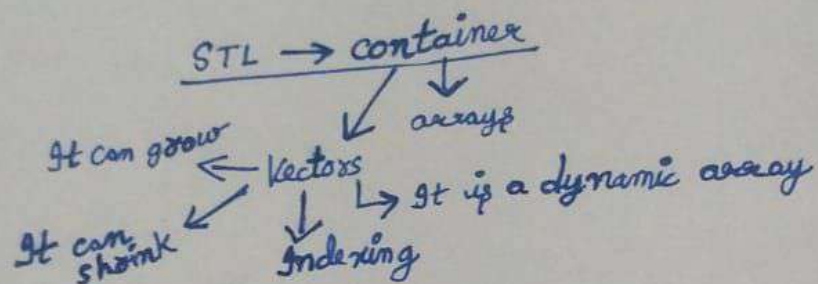 STL → container
arrays
It can grow
Vectors
It is a dynamic array
It can
shrink
Indexing